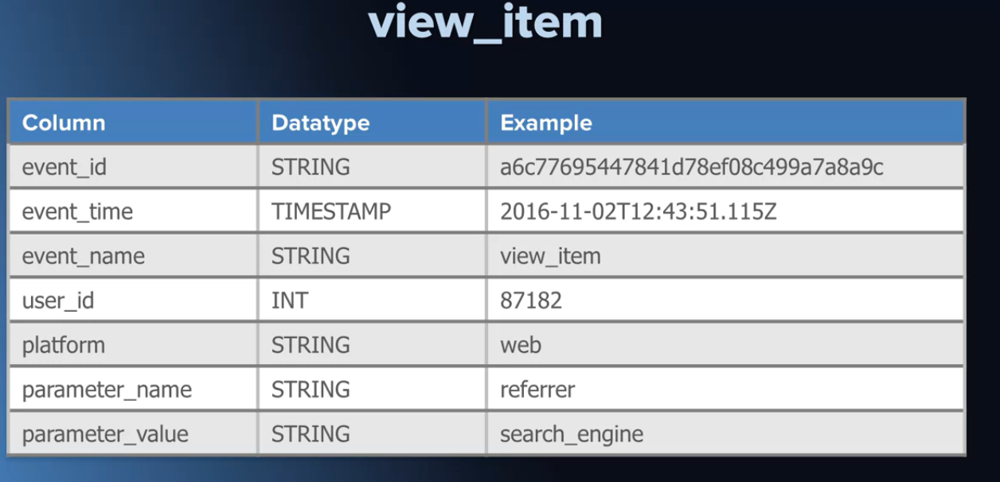 view_item
Column Datatype Example
event_id STRING a6c77695447841d78ef08c499a7a8a9c
event_time TIMESTAMP 2016-11-02T12:43:51.115Z
event_name STRING view_item
user_id INT 87182
platform STRING web
parameter_name STRING referrer
parameter_value STRING search_engine